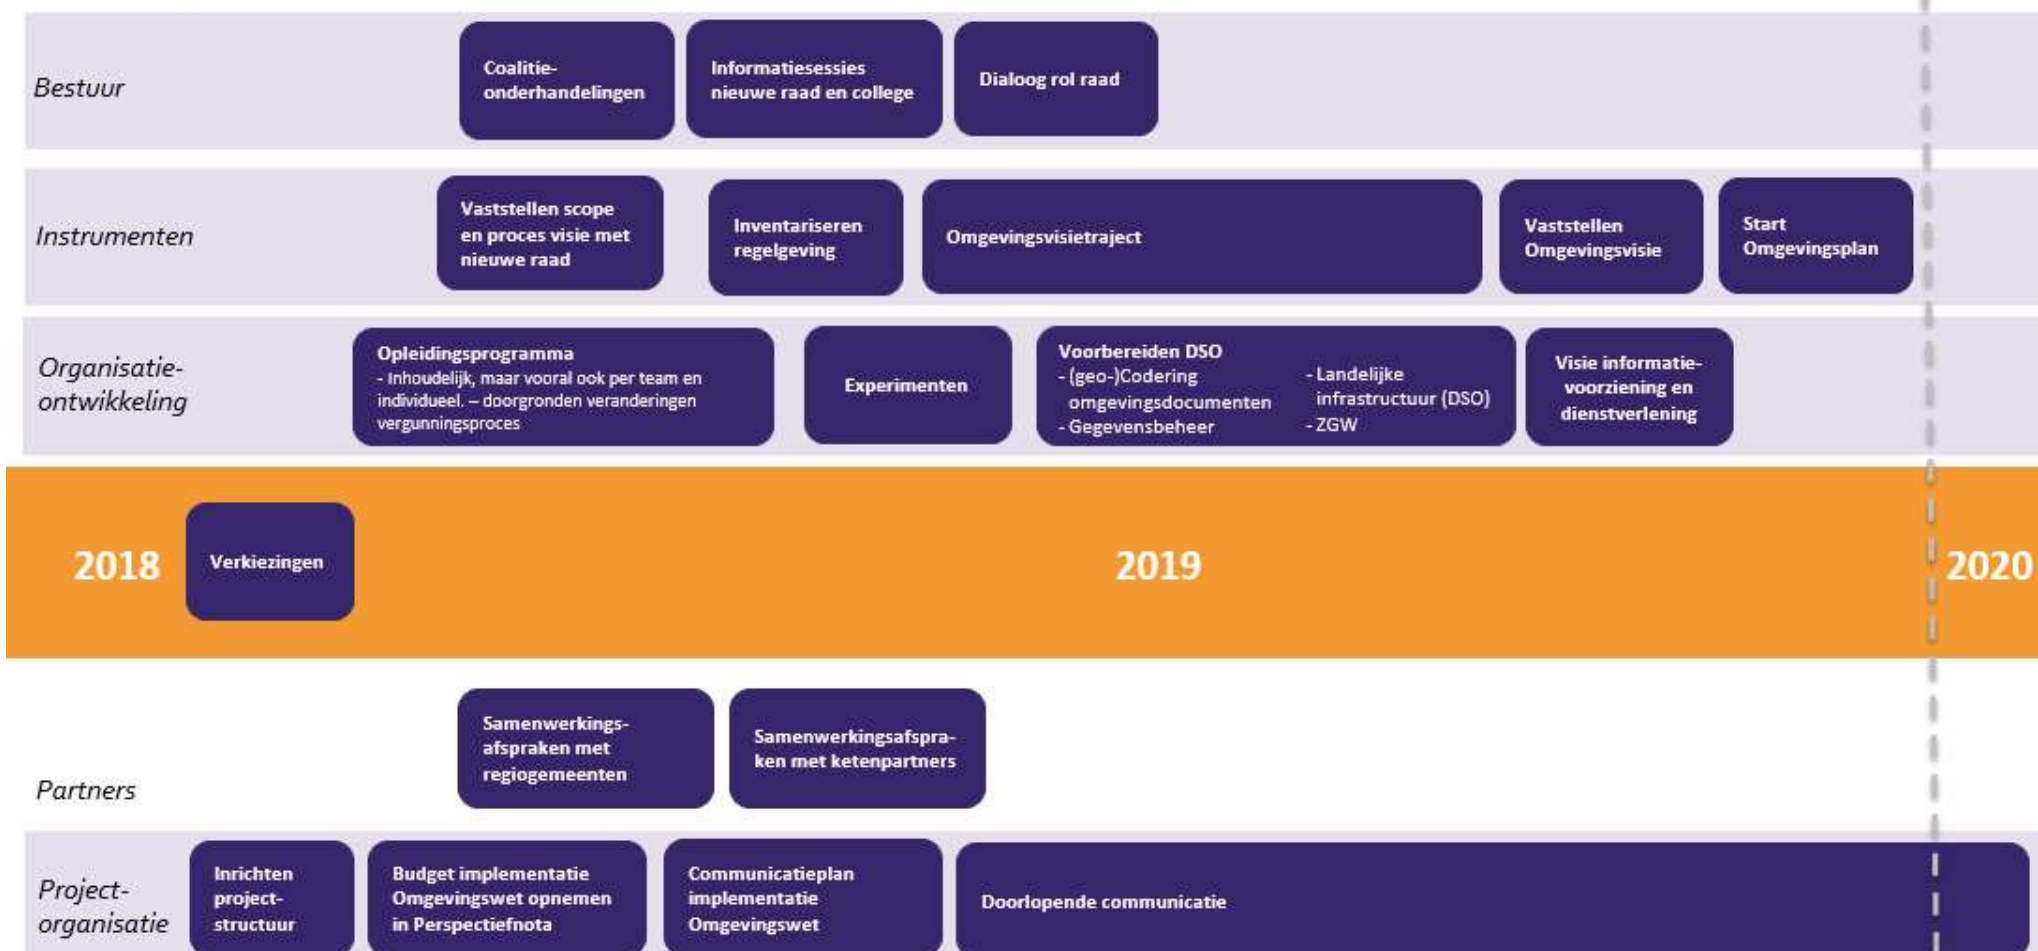 Bestuur
Coalitie-
onderhandelingen
Informatiesessies
nieuwe raad en college
Dialoog rol raad
Instrumenten
Vaststellen scope
en proces visie met
nieuwe raad
Inventariseren
regelgeving
Omgevingsvisietraject
Vaststellen
Omgevingsvisie
Start
Omgevingsplan
Organisatie-
ontwikkeling
Opleidingsprogramma
- Inhoudelijk, maar vooral ook per team en
individueel. – doorgronden veranderingen
vergunningsproces
Experimenten
Voorbereiden DSO
- (geo-)Codering
omgevingsdocumenten
- Gegevensbeheer
- Landelijke
infrastructuur (DSO)
- ZGW
Visie informatie-
voorziening en
dienstverlening
2018
Verkiezingen
2019
2020
Partners
Samenwerkings-
afspraken met
regiogemeenten
Samenwerkingsafspra-
ken met ketenpartners
Project-
organisatie
Inrichten
project-
structuur
Budget implementatie
Omgevingswet opnemen
in Perspectiefnota
Communicatieplan
implementatie
Omgevingswet
Doorlopende communicatie